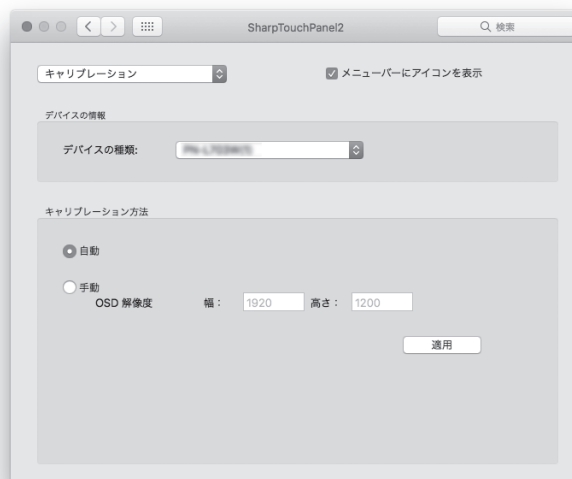 SharpTouchPanel2
検索
キャリブレーション
メニューバーにアイコンを表示
デバイスの情報
デバイスの種類:
キャリブレーション方法
自動
手動
OSD 解像度 幅： 1920 高さ： 1200
適用